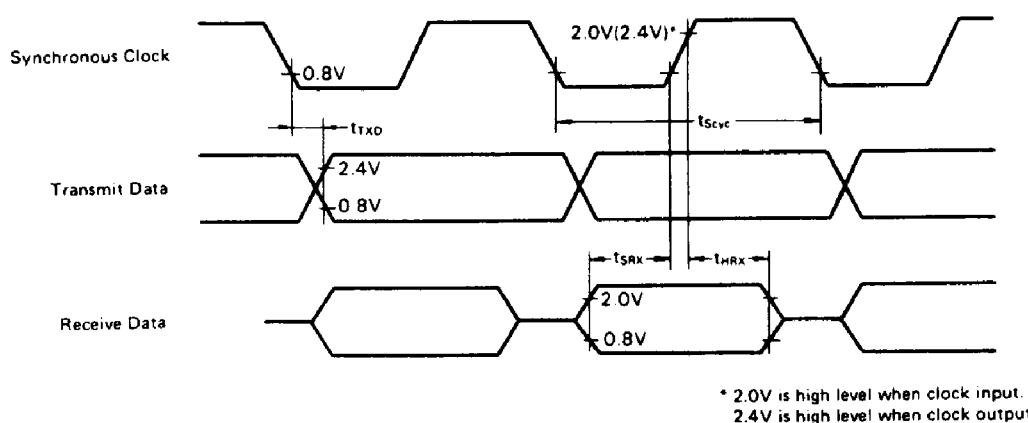 Synchronous Clock
2.0V(2.4V)*
0.8V
tScyc
tTXD
Transmit Data
2.4V
0.8V
tSRX
tHRX
Receive Data
2.0V
0.8V
* 2.0V is high level when clock input.
2.4V is high level when clock output